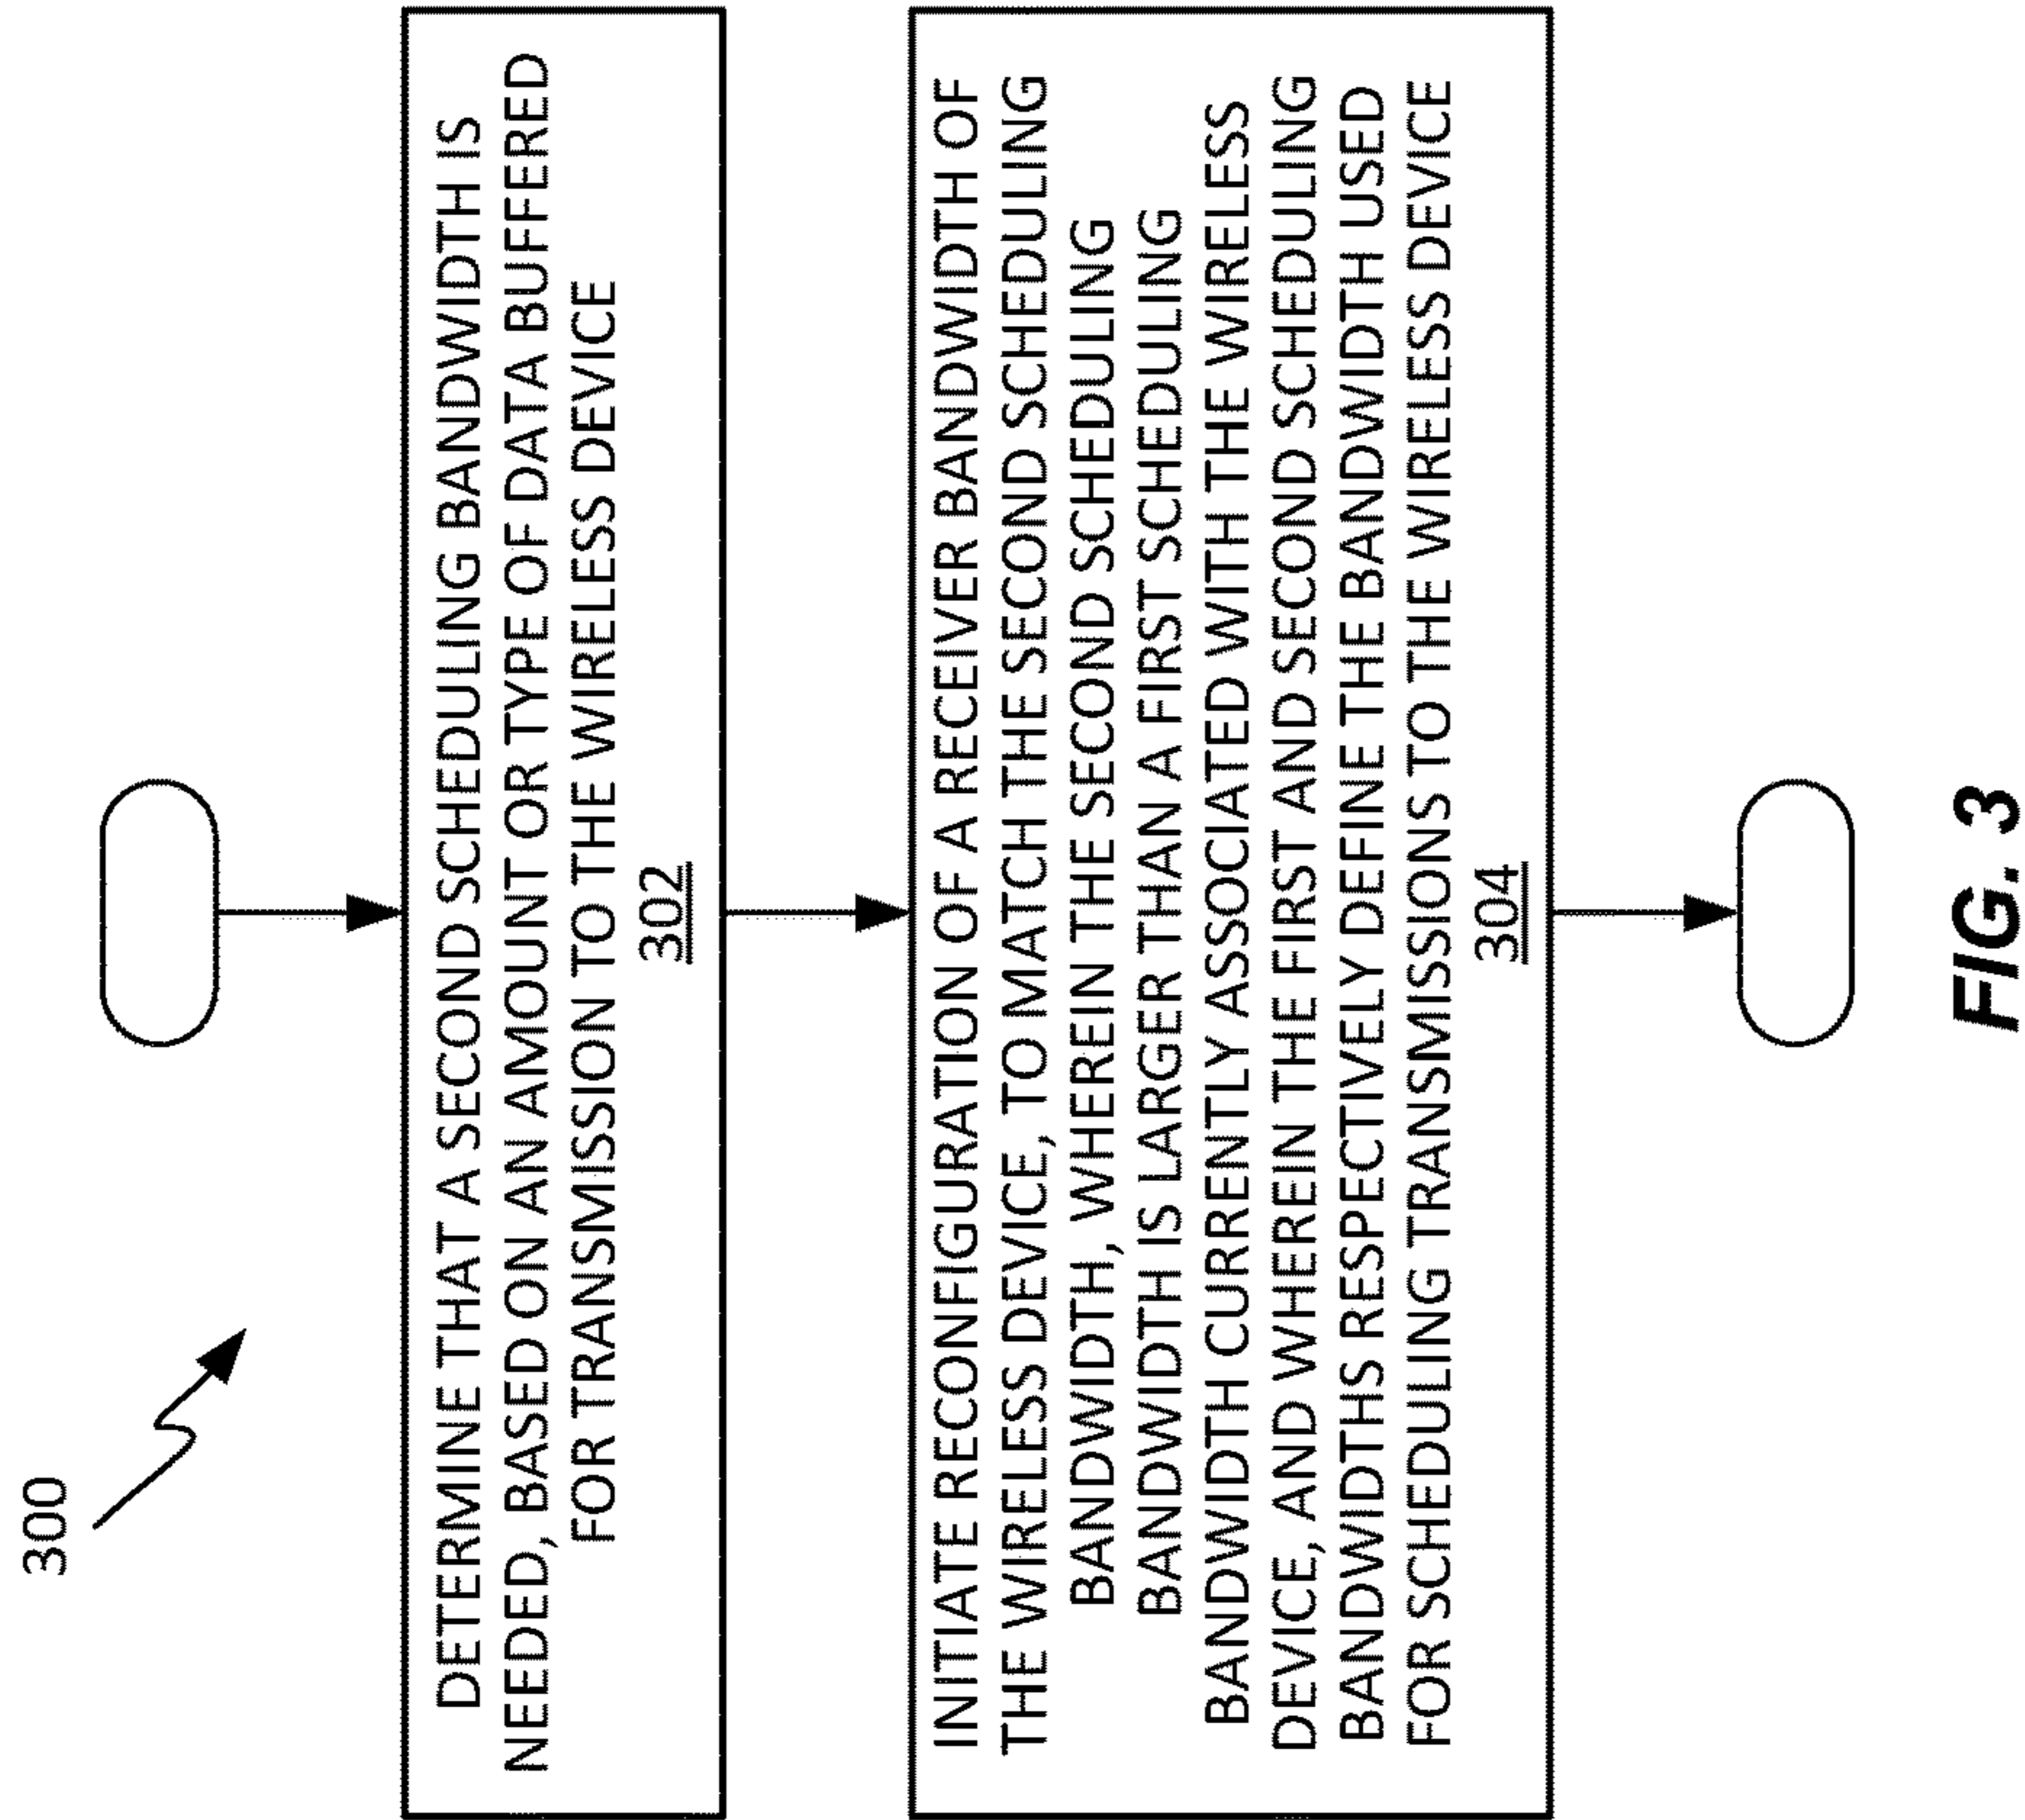 300
DETERMINE THAT A SECOND SCHEDULING BANDWIDTH IS
NEEDED, BASED ON AN AMOUNT OR TYPE OF DATA BUFFERED
FOR TRANSMISSION TO THE WIRELESS DEVICE
302
INITIATE RECONFIGURATION OF A RECEIVER BANDWIDTH OF
THE WIRELESS DEVICE, TO MATCH THE SECOND SCHEDULING
BANDWIDTH, WHEREIN THE SECOND SCHEDULING
BANDWIDTH IS LARGER THAN A FIRST SCHEDULING
BANDWIDTH CURRENTLY ASSOCIATED WITH THE WIRELESS
DEVICE, AND WHEREIN THE FIRST AND SECOND SCHEDULING
BANDWIDTHS RESPECTIVELY DEFINE THE BANDWIDTH USED
FOR SCHEDULING TRANSMISSIONS TO THE WIRELESS DEVICE
304
FIG. 3